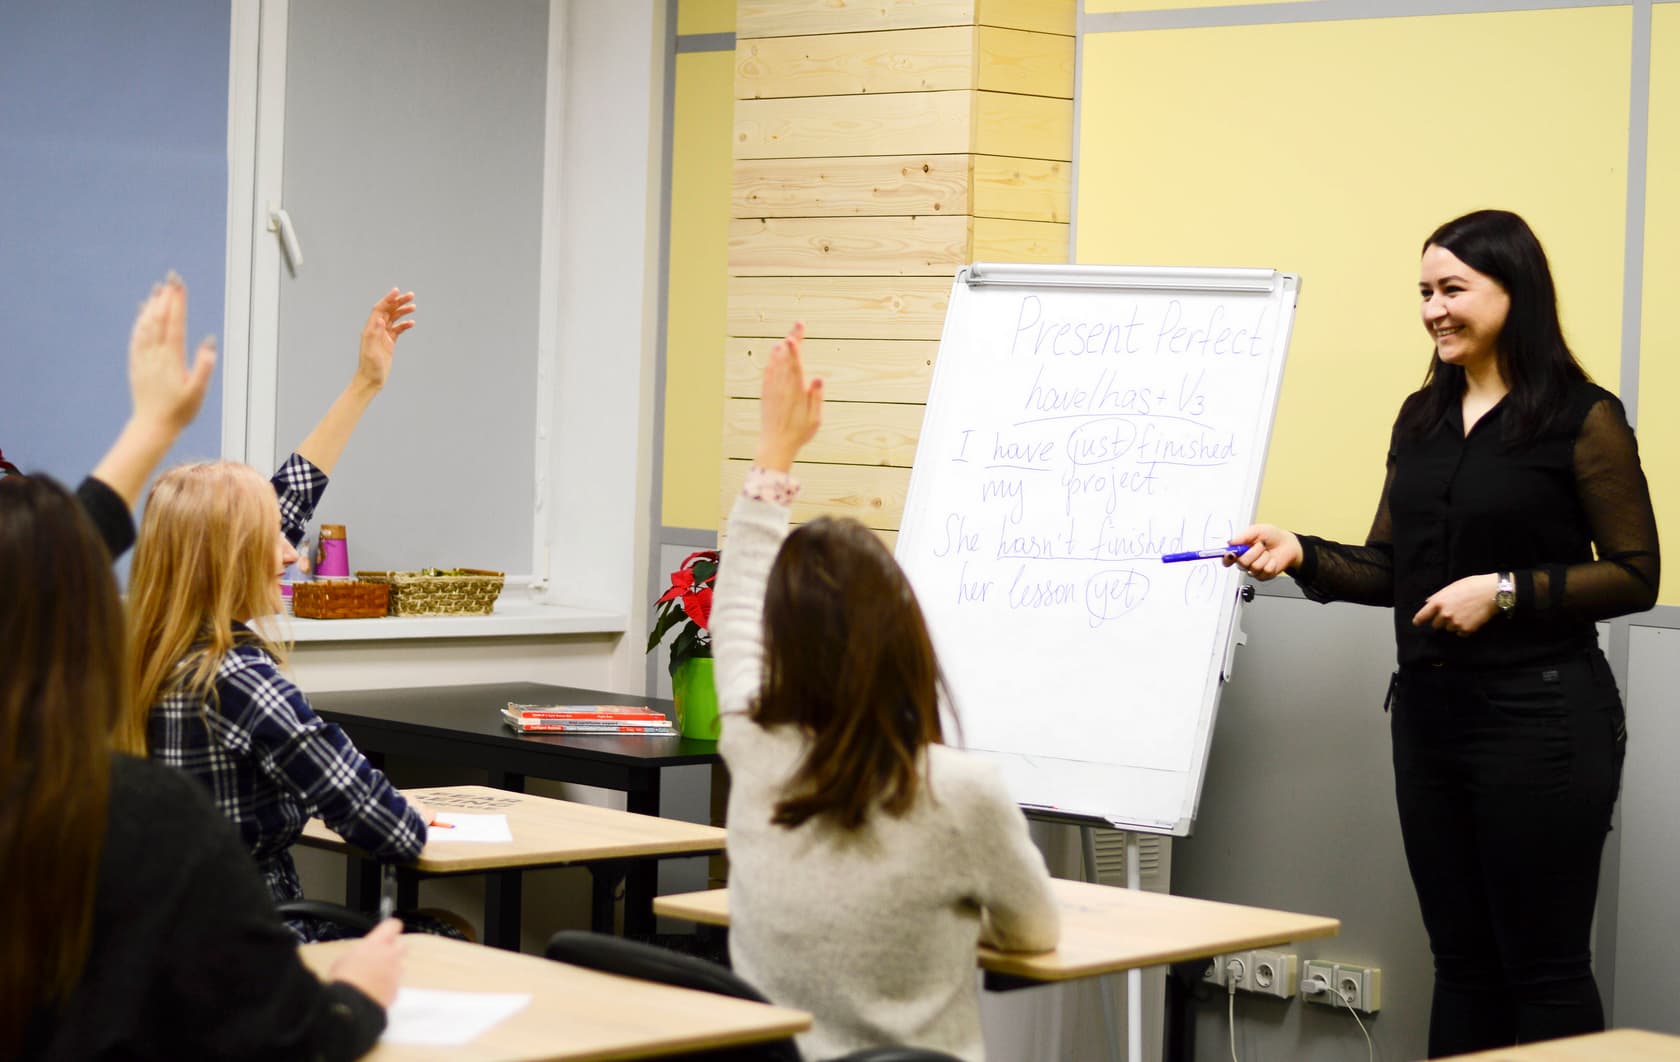 Present Perfect
have/has + V3
I have just finished
my project.
She hasn't finished (-)
her lesson yet. (?)